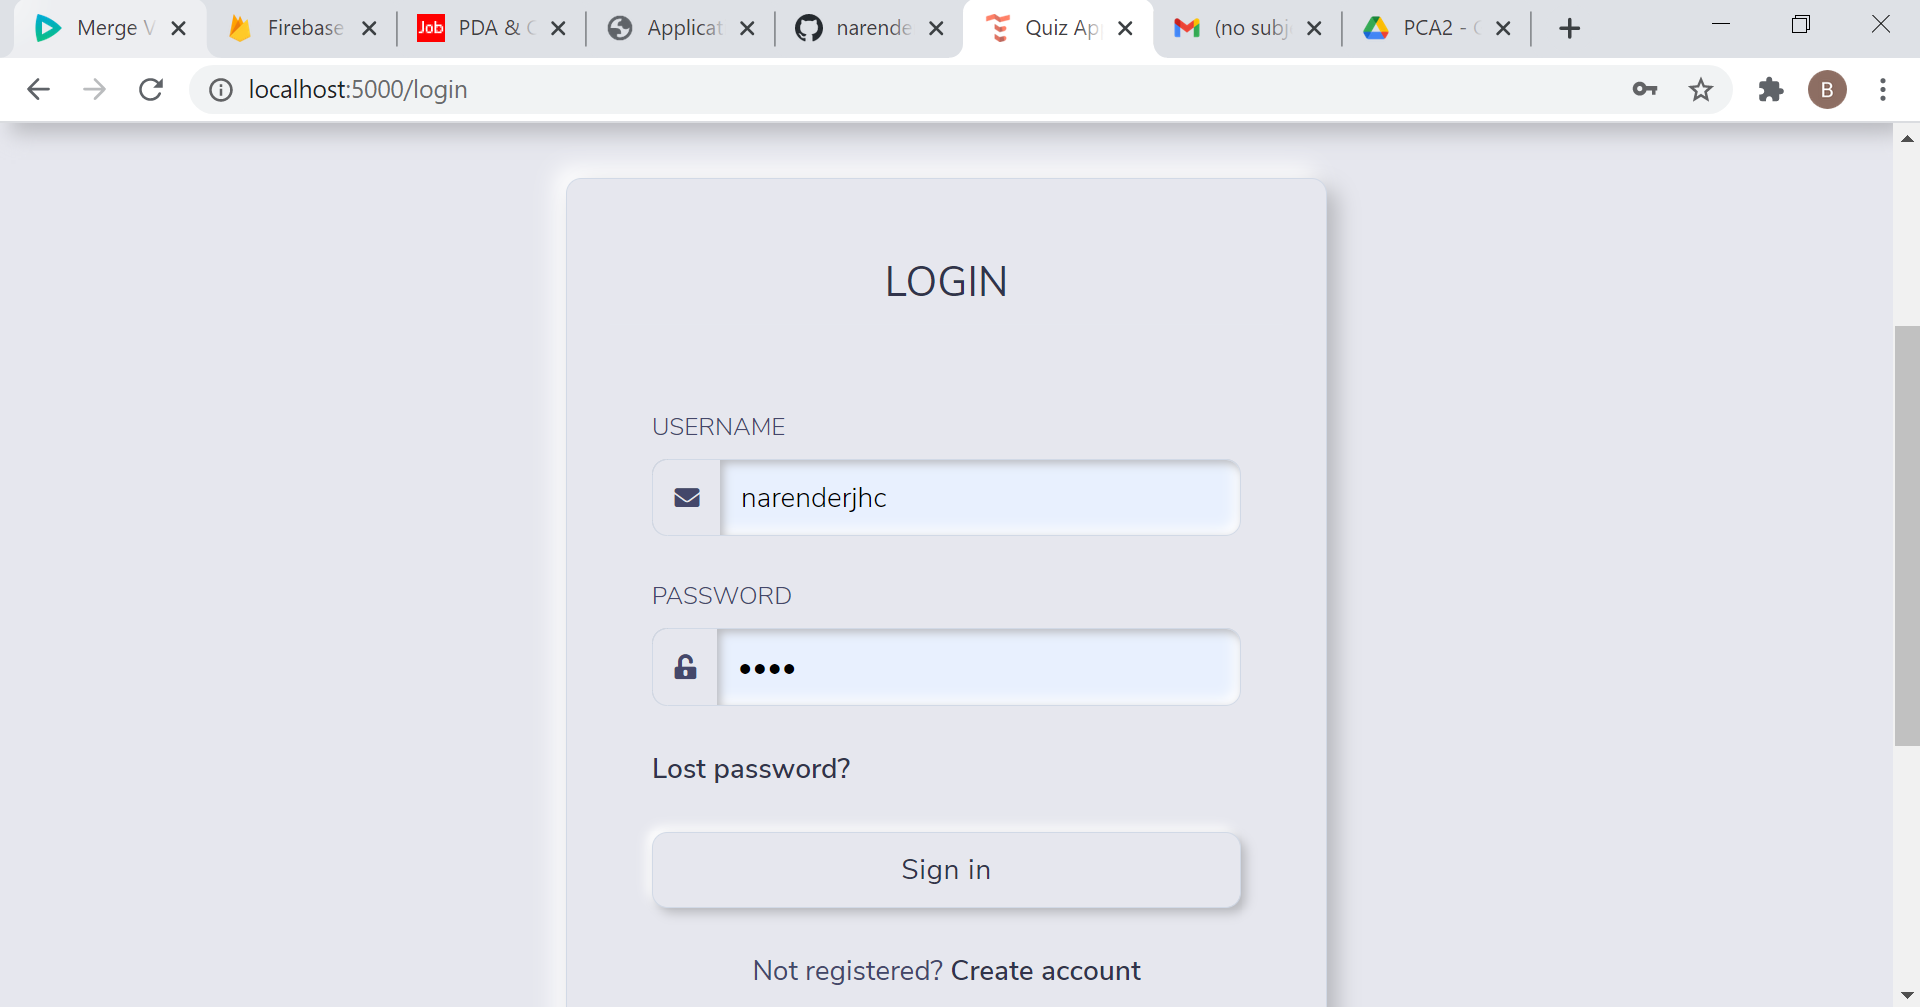 Merge V
Firebase
Job PDA & C
Applicat
narende
Quiz Ap
(no subj
PCA2 -
localhost:5000/login
B
LOGIN
USERNAME
narenderjhc
PASSWORD
••••
Lost password?
Sign in
Not registered? Create account